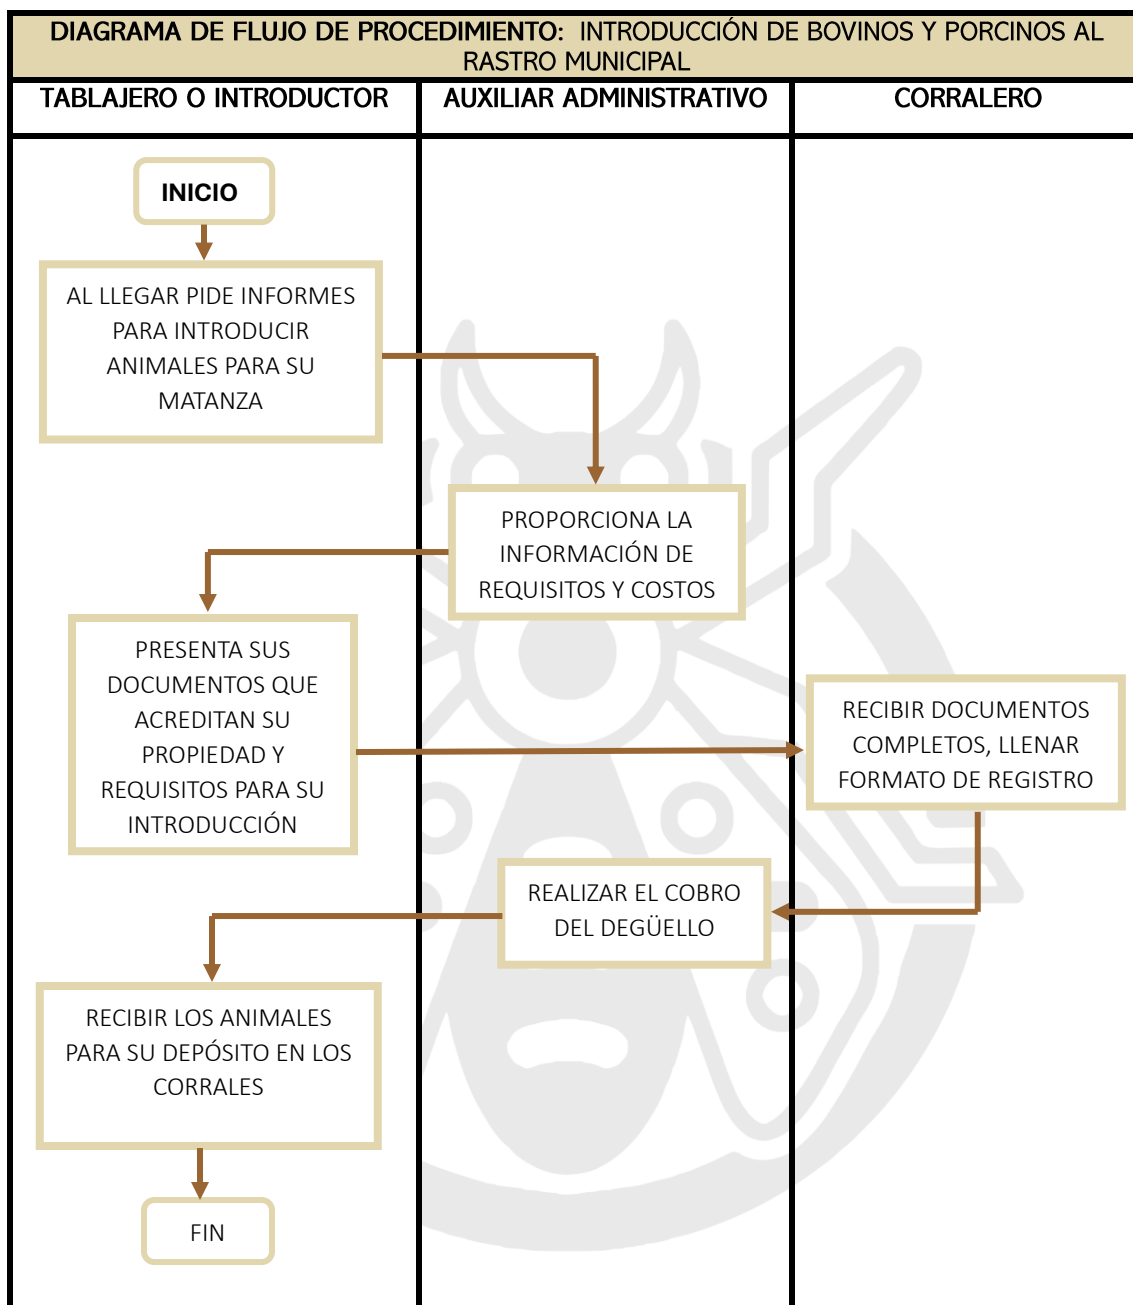 DIAGRAMA DE FLUJO DE PROCEDIMIENTO: INTRODUCCIÓN DE BOVINOS Y PORCINOS AL
RASTRO MUNICIPAL
TABLAJERO O INTRODUCTOR
AUXILIAR ADMINISTRATIVO
CORRALERO
INICIO
AL LLEGAR PIDE INFORMES
PARA INTRODUCIR
ANIMALES PARA SU
MATANZA
PROPORCIONA LA
INFORMACIÓN DE
REQUISITOS Y COSTOS
PRESENTA SUS
DOCUMENTOS QUE
ACREDITAN SU
PROPIEDAD Y
REQUISITOS PARA SU
INTRODUCCIÓN
RECIBIR DOCUMENTOS
COMPLETOS, LLENAR
FORMATO DE REGISTRO
REALIZAR EL COBRO
DEL DEGÜELLO
RECIBIR LOS ANIMALES
PARA SU DEPÓSITO EN LOS
CORRALES
FIN